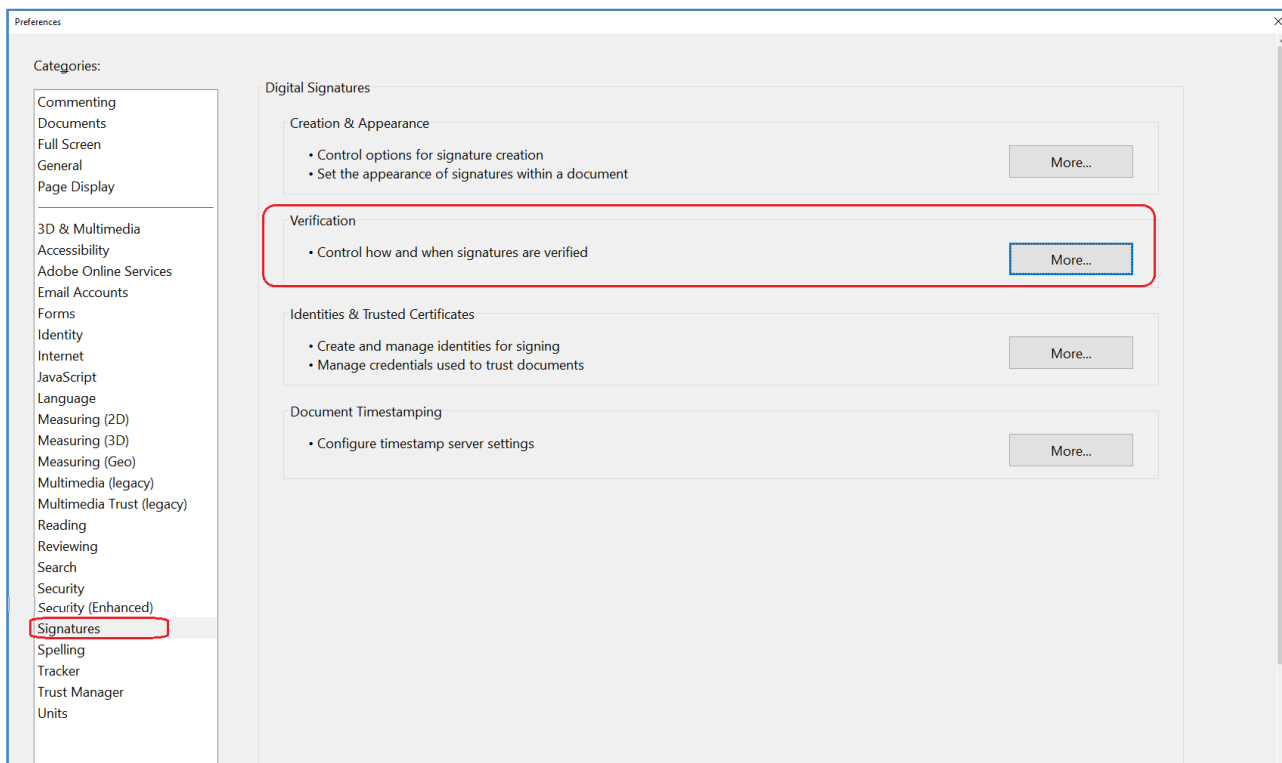 Preferences
Categories:
Commenting
Documents
Full Screen
General
Page Display
3D & Multimedia
Accessibility
Adobe Online Services
Email Accounts
Forms
Identity
Internet
JavaScript
Language
Measuring (2D)
Measuring (3D)
Measuring (Geo)
Multimedia (legacy)
Multimedia Trust (legacy)
Reading
Reviewing
Search
Security
Security (Enhanced)
Signatures
Spelling
Tracker
Trust Manager
Units
Digital Signatures
Creation & Appearance
• Control options for signature creation
• Set the appearance of signatures within a document
More...
Verification
• Control how and when signatures are verified
More...
Identities & Trusted Certificates
• Create and manage identities for signing
• Manage credentials used to trust documents
More...
Document Timestamping
• Configure timestamp server settings
More...